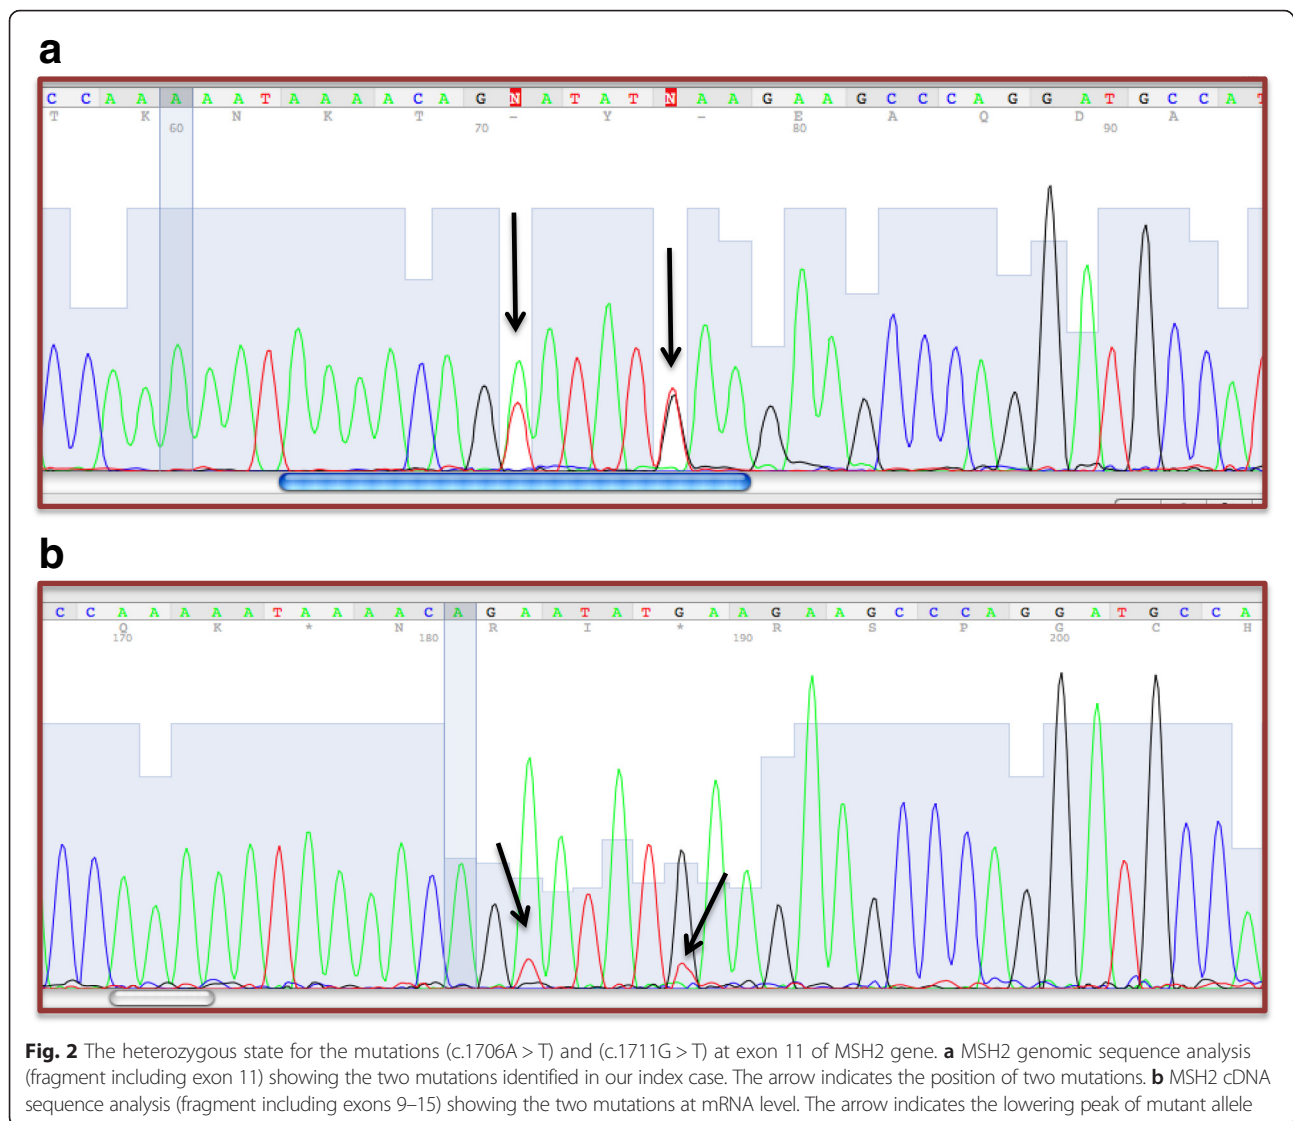 a
C C A A A A A T A A A A C A G N A T A T N A A G A A G C C C A G G A T G C C A T
T K N K T - Y - E A Q D A
60 70 80 90
b
C C A A A A A T A A A A C A G A A T A T G A A G A A G C C C A G G A T G C C A
Q K * N R I * R S P G C H
170 180 190 200
Fig. 2 The heterozygous state for the mutations (c.1706A > T) and (c.1711G > T) at exon 11 of MSH2 gene. a MSH2 genomic sequence analysis
(fragment including exon 11) showing the two mutations identified in our index case. The arrow indicates the position of two mutations. b MSH2 cDNA
sequence analysis (fragment including exons 9–15) showing the two mutations at mRNA level. The arrow indicates the lowering peak of mutant allele